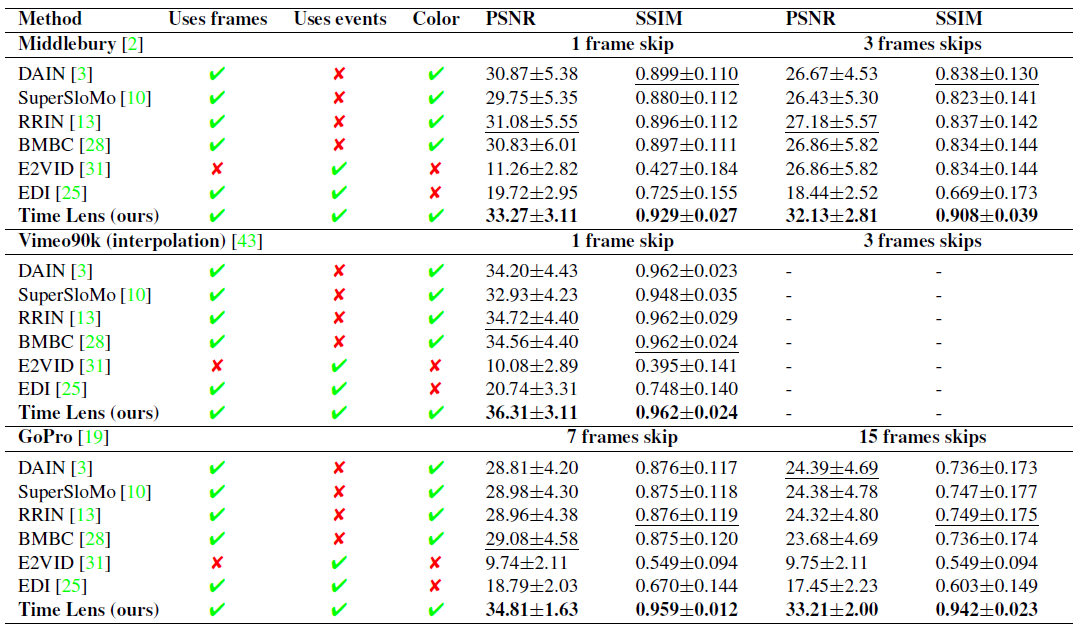 Method Uses frames Uses events Color PSNR SSIM PSNR SSIM
Middlebury [2] 1 frame skip 3 frames skips
DAIN [3] ✔ ✘ ✔ 30.87±5.38 0.899±0.110 26.67±4.53 0.838±0.130
SuperSloMo [10] ✔ ✘ ✔ 29.75±5.35 0.880±0.112 26.43±5.30 0.823±0.141
RRIN [13] ✔ ✘ ✔ 31.08±5.55 0.896±0.112 27.18±5.57 0.837±0.142
BMBC [28] ✔ ✘ ✔ 30.83±6.01 0.897±0.111 26.86±5.82 0.834±0.144
E2VID [31] ✘ ✔ ✘ 11.26±2.82 0.427±0.184 26.86±5.82 0.834±0.144
EDI [25] ✔ ✔ ✘ 19.72±2.95 0.725±0.155 18.44±2.52 0.669±0.173
Time Lens (ours) ✔ ✔ ✔ 33.27±3.11 0.929±0.027 32.13±2.81 0.908±0.039
Vimeo90k (interpolation) [43] 1 frame skip 3 frames skips
DAIN [3] ✔ ✘ ✔ 34.20±4.43 0.962±0.023 - -
SuperSloMo [10] ✔ ✘ ✔ 32.93±4.23 0.948±0.035 - -
RRIN [13] ✔ ✘ ✔ 34.72±4.40 0.962±0.029 - -
BMBC [28] ✔ ✘ ✔ 34.56±4.40 0.962±0.024 - -
E2VID [31] ✘ ✔ ✘ 10.08±2.89 0.395±0.141 - -
EDI [25] ✔ ✔ ✘ 20.74±3.31 0.748±0.140 - -
Time Lens (ours) ✔ ✔ ✔ 36.31±3.11 0.962±0.024 - -
GoPro [19] 7 frames skip 15 frames skips
DAIN [3] ✔ ✘ ✔ 28.81±4.20 0.876±0.117 24.39±4.69 0.736±0.173
SuperSloMo [10] ✔ ✘ ✔ 28.98±4.30 0.875±0.118 24.38±4.78 0.747±0.177
RRIN [13] ✔ ✘ ✔ 28.96±4.38 0.876±0.119 24.32±4.80 0.749±0.175
BMBC [28] ✔ ✘ ✔ 29.08±4.58 0.875±0.120 23.68±4.69 0.736±0.174
E2VID [31] ✘ ✔ ✘ 9.74±2.11 0.549±0.094 9.75±2.11 0.549±0.094
EDI [25] ✔ ✔ ✘ 18.79±2.03 0.670±0.144 17.45±2.23 0.603±0.149
Time Lens (ours) ✔ ✔ ✔ 34.81±1.63 0.959±0.012 33.21±2.00 0.942±0.023